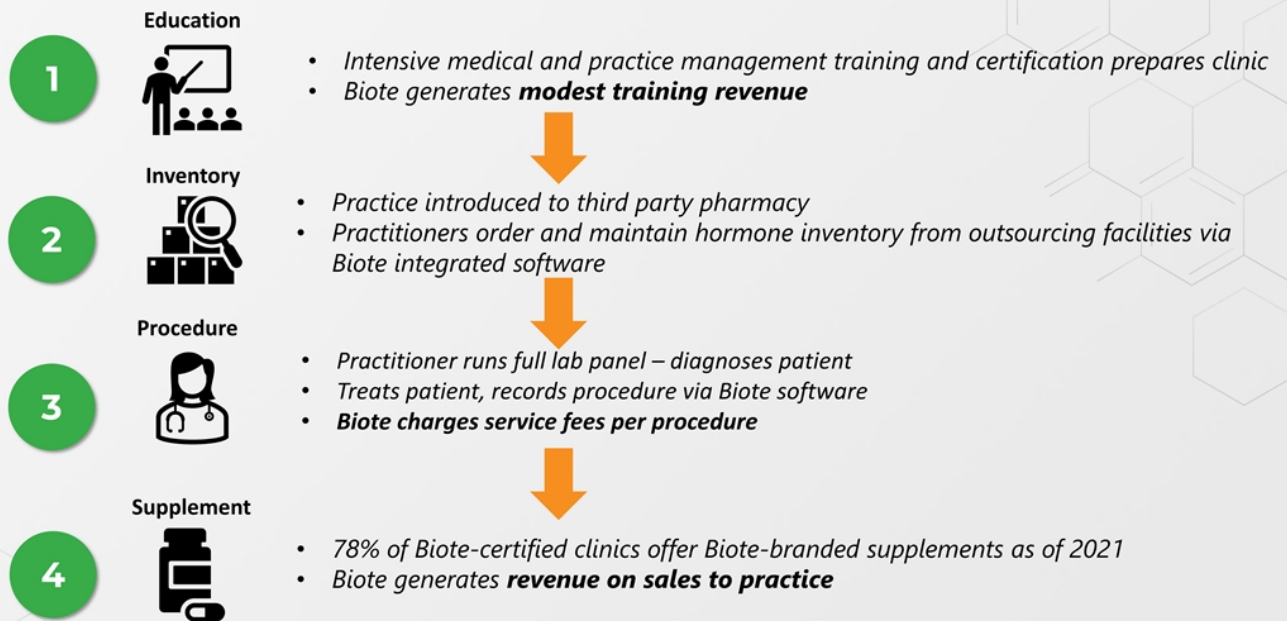 Education
1
• Intensive medical and practice management training and certification prepares clinic
• Biote generates modest training revenue
Inventory
2
• Practice introduced to third party pharmacy
• Practitioners order and maintain hormone inventory from outsourcing facilities via
Biote integrated software
Procedure
3
• Practitioner runs full lab panel – diagnoses patient
• Treats patient, records procedure via Biote software
• Biote charges service fees per procedure
Supplement
4
• 78% of Biote-certified clinics offer Biote-branded supplements as of 2021
• Biote generates revenue on sales to practice